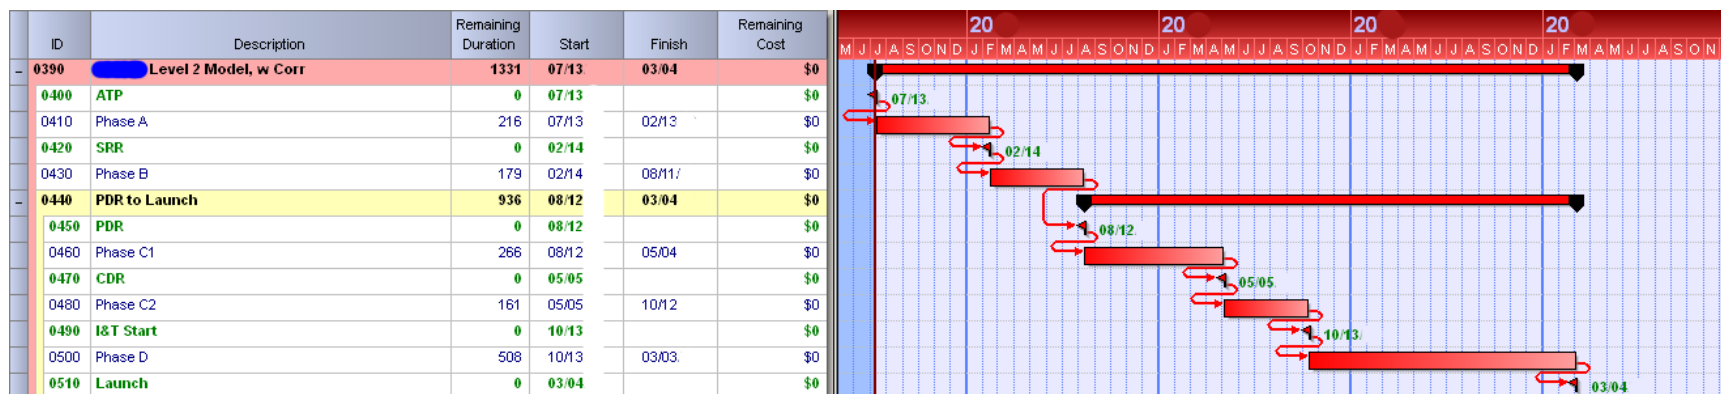 ID Description Remaining Duration Start Finish Remaining Cost
20 20 20 20
M J J A S O N D J F M A M J J A S O N D J F M A M J J A S O N D J F M A M J J A S O N D J F M A M J J A S O N
- 0390 Level 2 Model, w Corr 1331 07/13 03/04 $0
0400 ATP 0 07/13 $0 07/13
0410 Phase A 216 07/13 02/13 $0
0420 SRR 0 02/14 $0 02/14
0430 Phase B 179 02/14 08/11/ $0
- 0440 PDR to Launch 936 08/12 03/04 $0
0450 PDR 0 08/12 $0 08/12
0460 Phase C1 266 08/12 05/04 $0
0470 CDR 0 05/05 $0 05/05
0480 Phase C2 161 05/05 10/12 $0
0490 I&T Start 0 10/13 $0 10/13/
0500 Phase D 508 10/13 03/03 $0
0510 Launch 0 03/04 $0 03/04